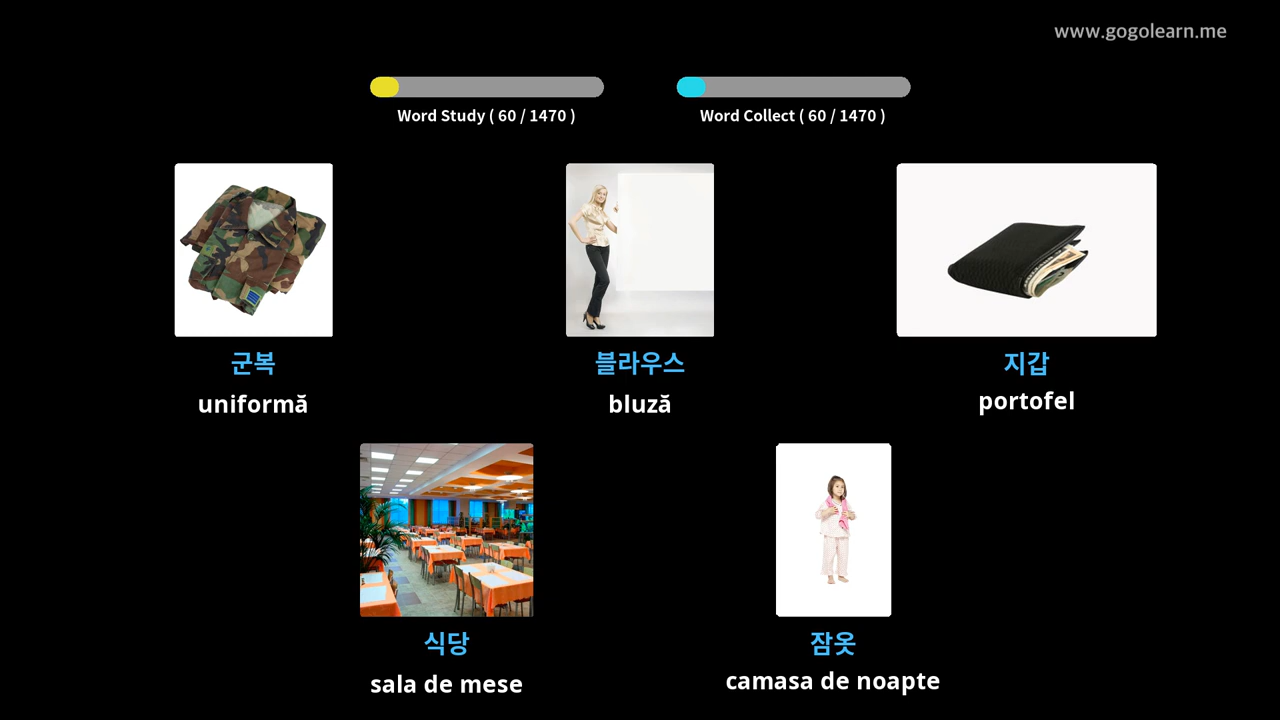 www.gogolearn.me
Word Study ( 60 / 1470 )
Word Collect ( 60 / 1470 )
군복
uniformă
블라우스
bluză
지갑
portofel
식당
sala de mese
잠옷
camasa de noapte